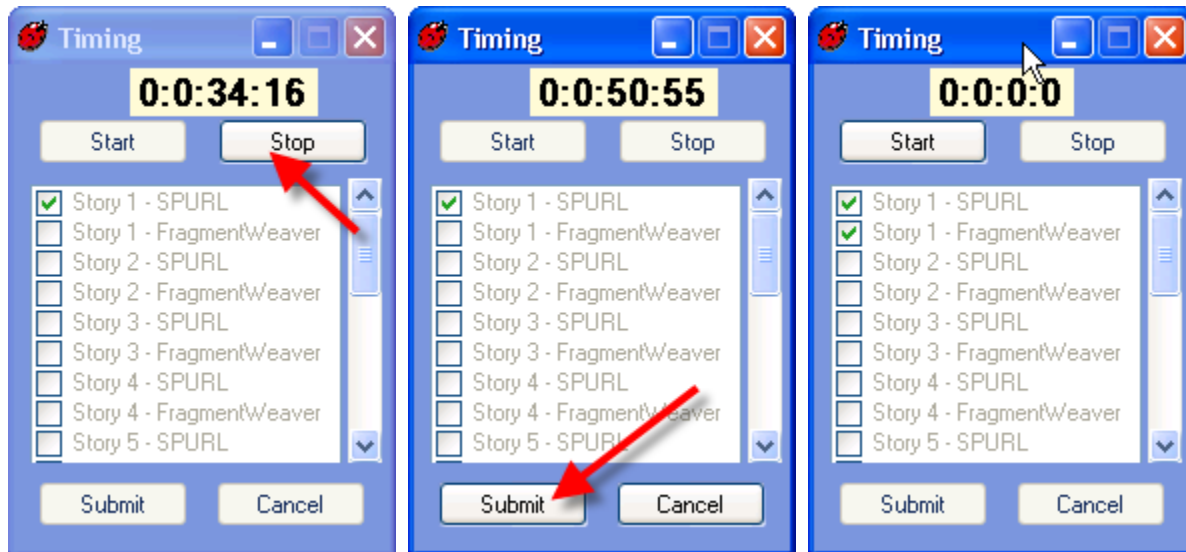 Timing
0:0:34:16
Start Stop
Story 1 - SPURL
Story 1 - FragmentWeaver
Story 2 - SPURL
Story 2 - FragmentWeaver
Story 3 - SPURL
Story 3 - FragmentWeaver
Story 4 - SPURL
Story 4 - FragmentWeaver
Story 5 - SPURL
Submit Cancel
Timing
0:0:50:55
Start Stop
Story 1 - SPURL
Story 1 - FragmentWeaver
Story 2 - SPURL
Story 2 - FragmentWeaver
Story 3 - SPURL
Story 3 - FragmentWeaver
Story 4 - SPURL
Story 4 - FragmentWeaver
Story 5 - SPURL
Submit Cancel
Timing
0:0:0:0
Start Stop
Story 1 - SPURL
Story 1 - FragmentWeaver
Story 2 - SPURL
Story 2 - FragmentWeaver
Story 3 - SPURL
Story 3 - FragmentWeaver
Story 4 - SPURL
Story 4 - FragmentWeaver
Story 5 - SPURL
Submit Cancel